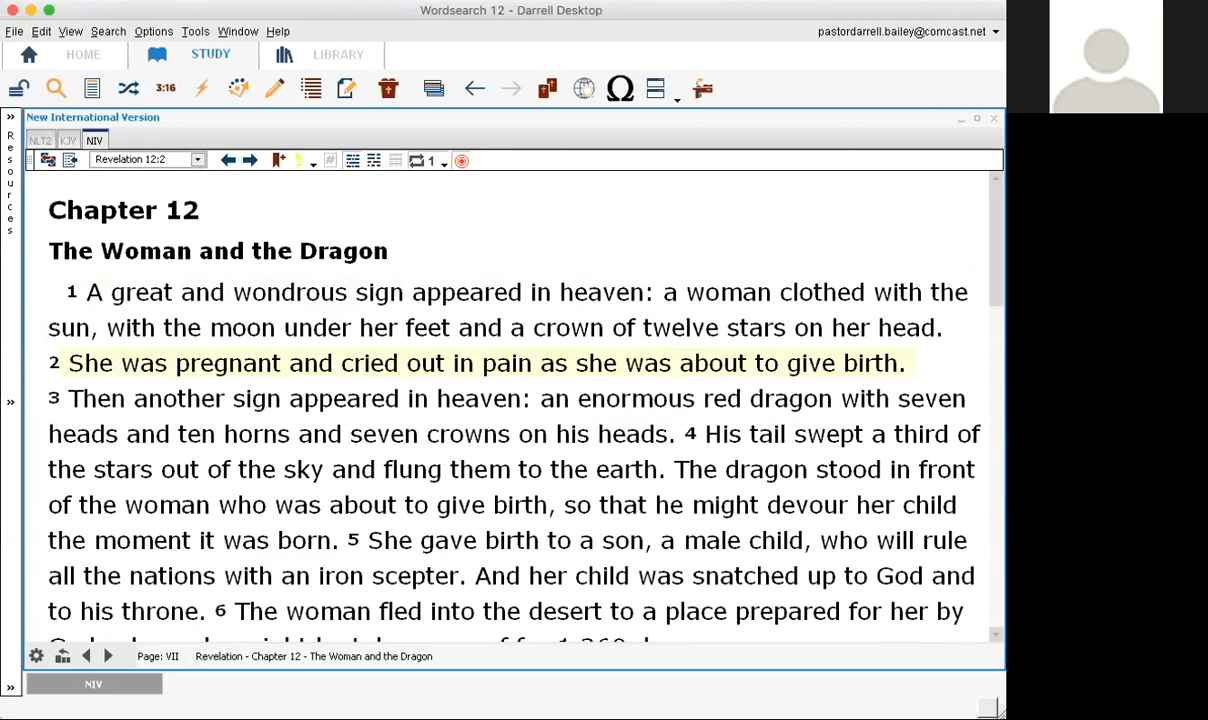 Wordsearch 12 - Darrell Desktop
File Edit View Search Options Tools Window Help
pastordarrell.bailey@comcast.net
HOME STUDY LIBRARY
3:16 Ω
» New International Version
Resources
NLT2 KJV NIV
Revelation 12:2 # 1
Chapter 12
The Woman and the Dragon
1 A great and wondrous sign appeared in heaven: a woman clothed with the
sun, with the moon under her feet and a crown of twelve stars on her head.
2 She was pregnant and cried out in pain as she was about to give birth.
3 Then another sign appeared in heaven: an enormous red dragon with seven
heads and ten horns and seven crowns on his heads. 4 His tail swept a third of
the stars out of the sky and flung them to the earth. The dragon stood in front
of the woman who was about to give birth, so that he might devour her child
the moment it was born. 5 She gave birth to a son, a male child, who will rule
all the nations with an iron scepter. And her child was snatched up to God and
to his throne. 6 The woman fled into the desert to a place prepared for her by
Page: VII Revelation - Chapter 12 - The Woman and the Dragon
» NIV